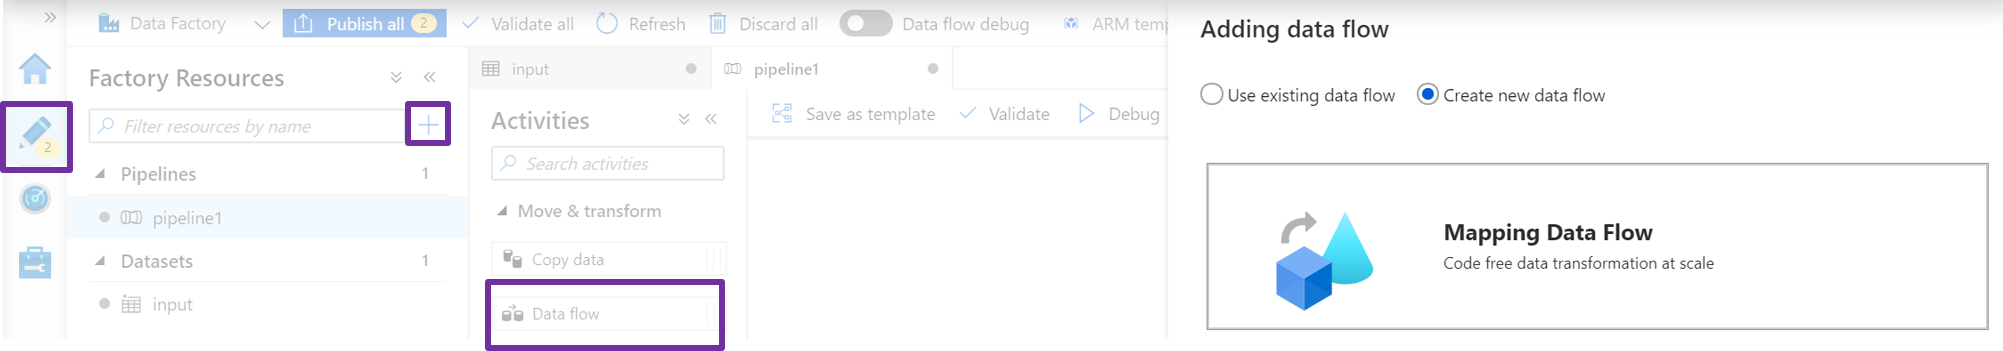 Data Factory
Publish all 2
Validate all
Refresh
Discard all
Data flow debug
ARM temp
Factory Resources
Filter resources by name
2
Pipelines 1
pipeline1
Datasets 1
input
input
pipeline1
Activities
Search activities
Move & transform
Copy data
Data flow
Save as template
Validate
Debug
Adding data flow
Use existing data flow
Create new data flow
Mapping Data Flow
Code free data transformation at scale